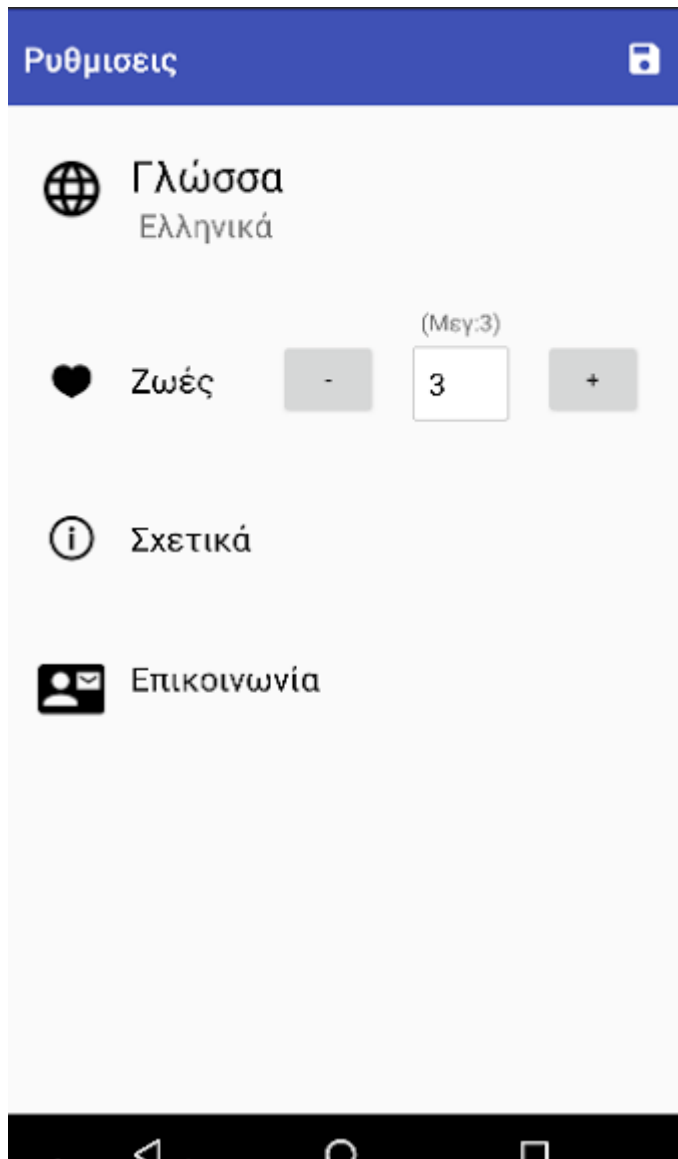 Ρυθμισεις
Γλώσσα
Ελληνικά
(Μεγ:3)
Ζωές - 3 +
Σχετικά
Επικοινωνία